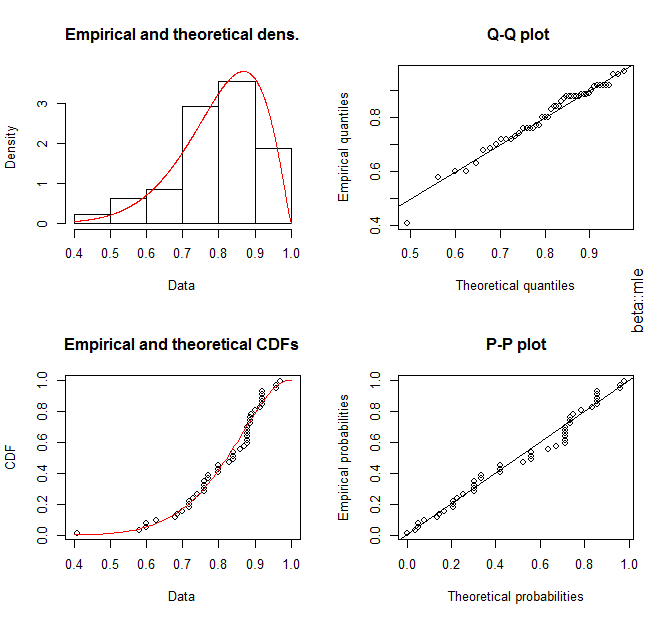 Empirical and theoretical dens.
Density
0 1 2 3
0.4 0.5 0.6 0.7 0.8 0.9 1.0
Data
Q-Q plot
Empirical quantiles
0.4 0.6 0.8
0.5 0.6 0.7 0.8 0.9
Theoretical quantiles
beta::mle
Empirical and theoretical CDFs
CDF
0.0 0.2 0.4 0.6 0.8 1.0
0.4 0.5 0.6 0.7 0.8 0.9 1.0
Data
P-P plot
Empirical probabilities
0.0 0.2 0.4 0.6 0.8 1.0
0.0 0.2 0.4 0.6 0.8 1.0
Theoretical probabilities